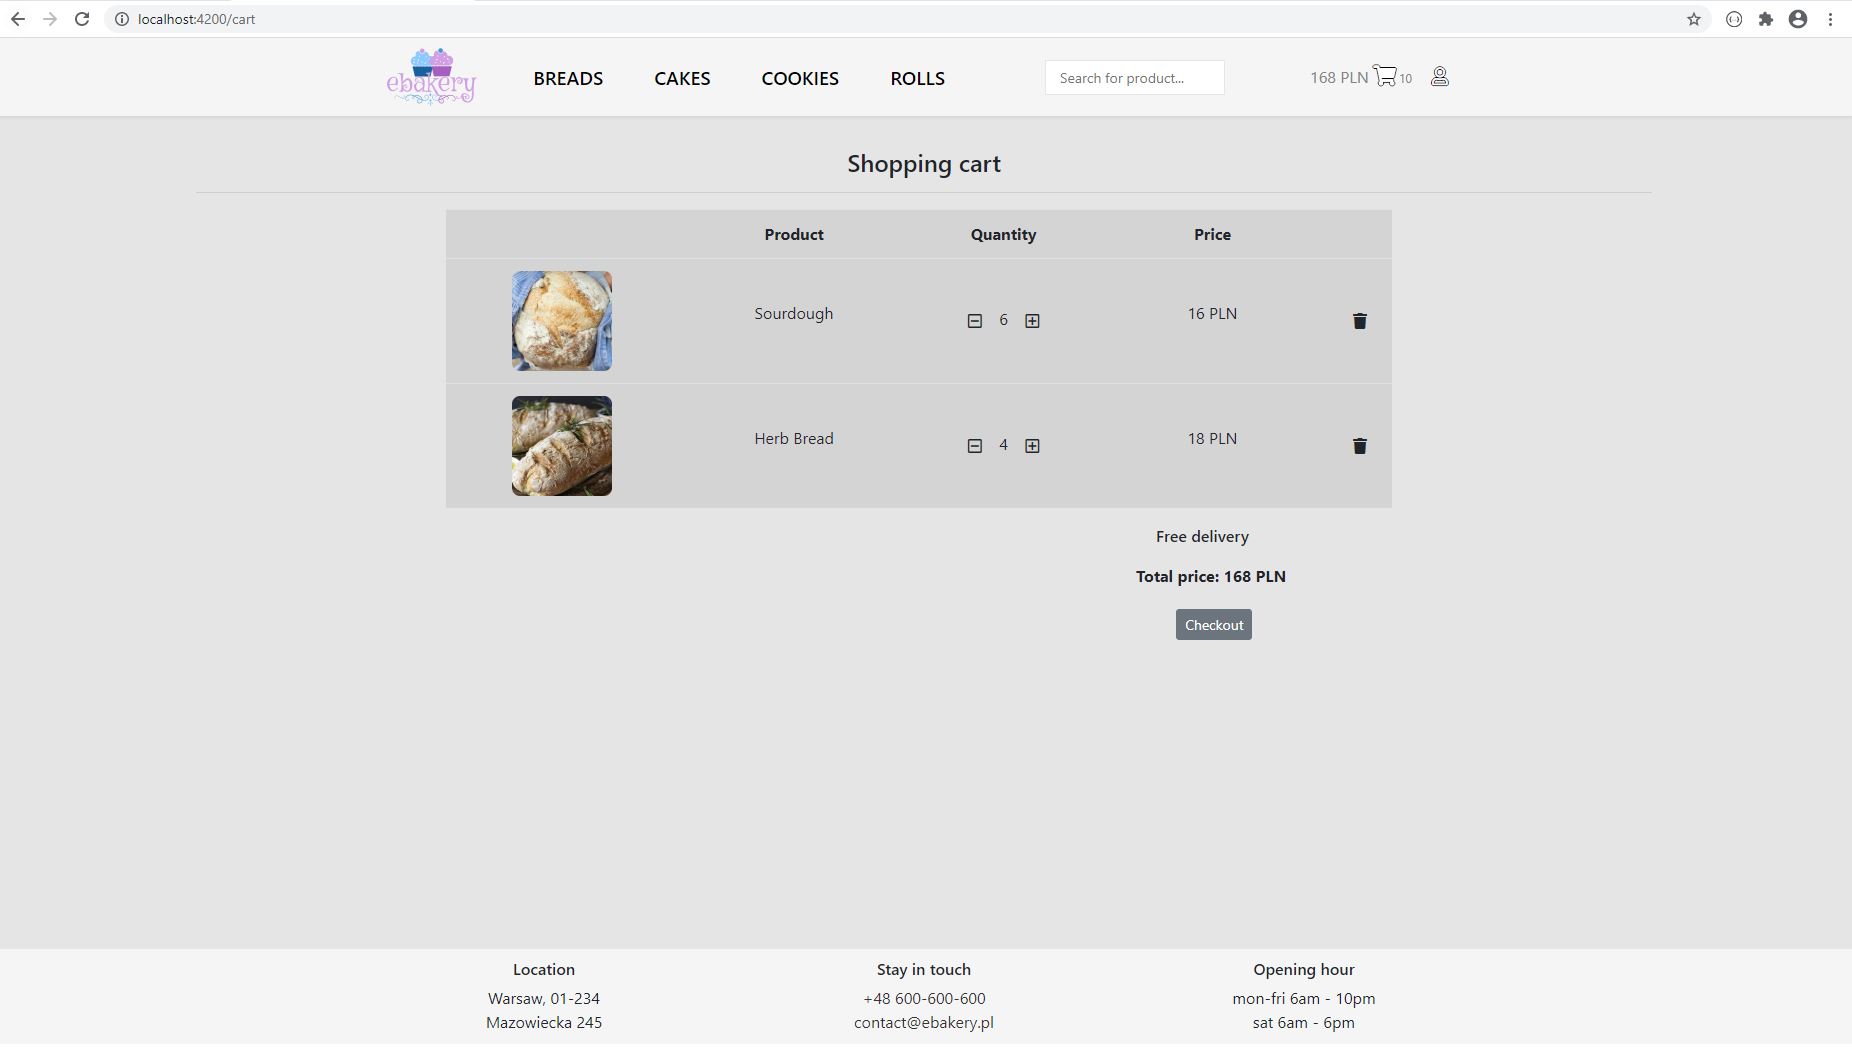 localhost:4200/cart
ebakery BREADS CAKES COOKIES ROLLS Search for product... 168 PLN 10
Shopping cart
Product Quantity Price
Sourdough 6 16 PLN
Herb Bread 4 18 PLN
Free delivery
Total price: 168 PLN
Checkout
Location Stay in touch Opening hour
Warsaw, 01-234 +48 600-600-600 mon-fri 6am - 10pm
Mazowiecka 245 contact@ebakery.pl sat 6am - 6pm